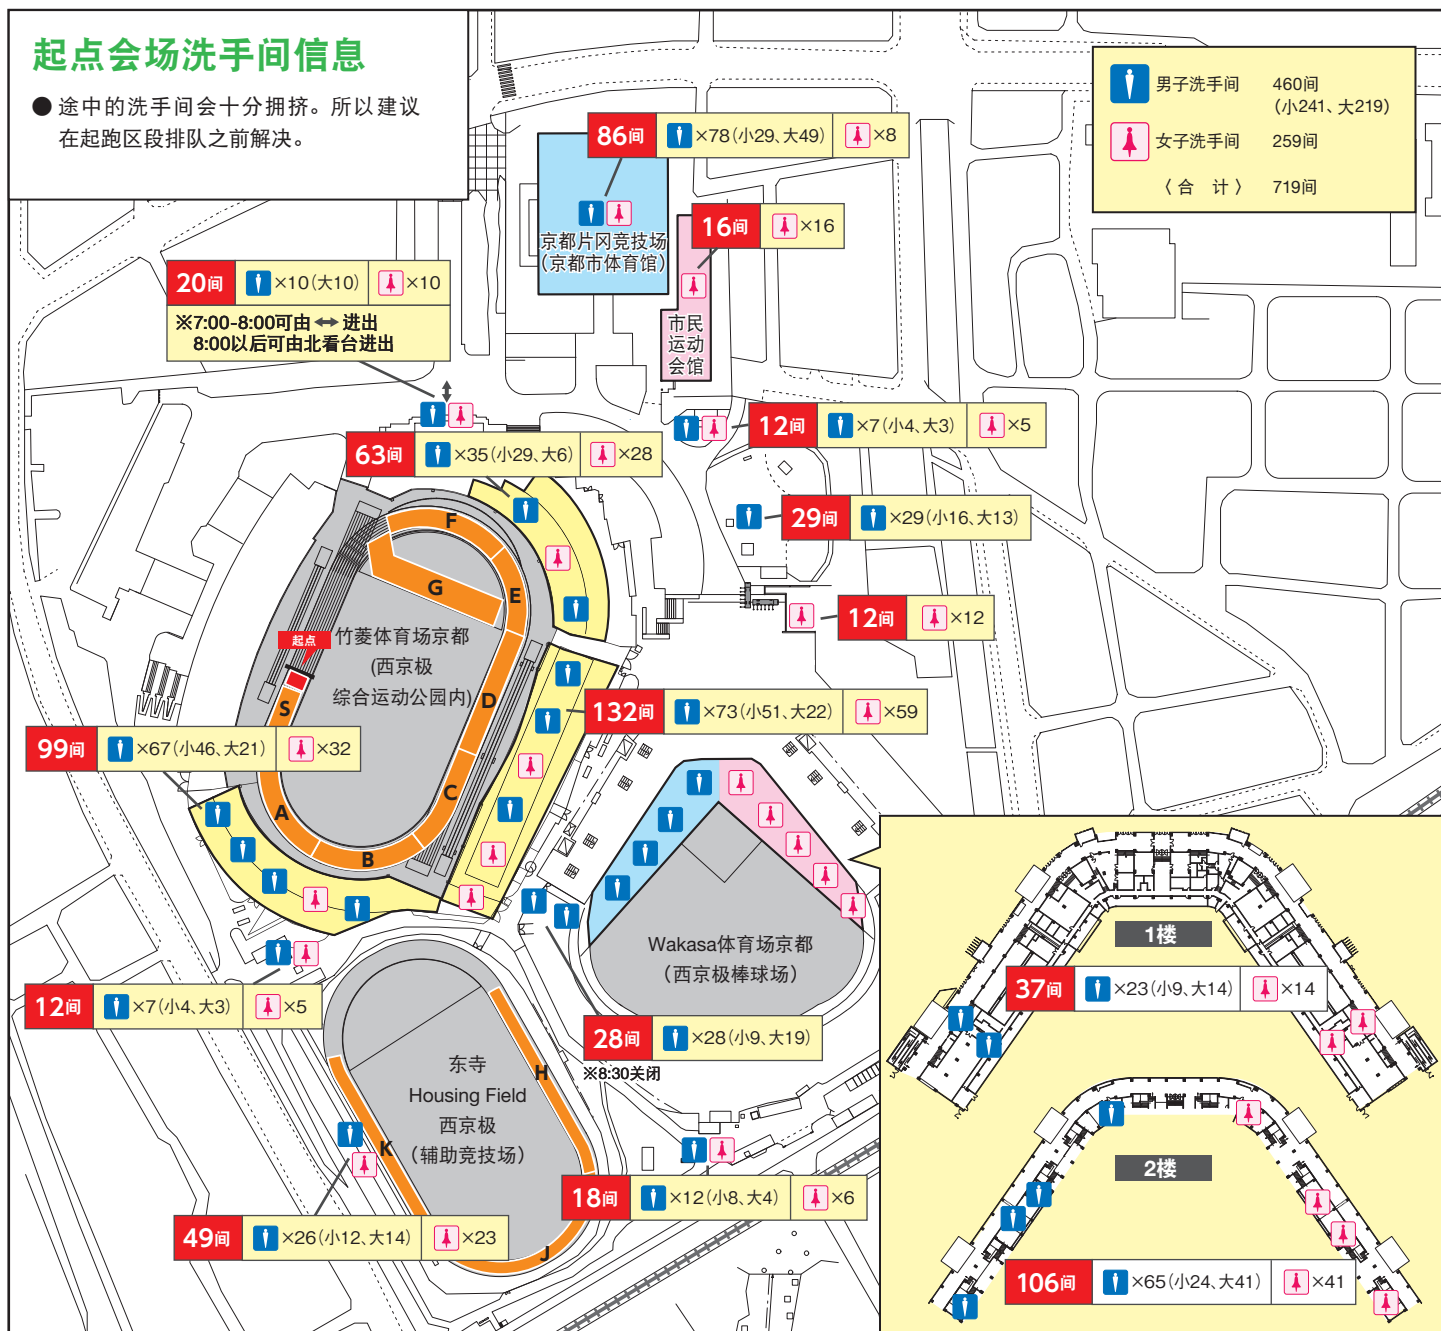 起点会场洗手间信息
● 途中的洗手间会十分拥挤。所以建议
在起跑区段排队之前解决。
男子洗手间 460间
(小241、大219)
女子洗手间 259间
〈合 计〉 719间
86间 ×78(小29、大49) ×8
京都片冈竞技场
(京都市体育馆)
16间 ×16
市民
运动
会馆
20间 ×10(大10) ×10
※7:00-8:00可由↔进出
8:00以后可由北看台进出
63间 ×35(小29、大6) ×28
12间 ×7(小4、大3) ×5
29间 ×29(小16、大13)
12间 ×12
F
G
E
起点
竹菱体育场京都
(西京极
综合运动公园内)
S
D
C
A
B
132间 ×73(小51、大22) ×59
99间 ×67(小46、大21) ×32
Wakasa体育场京都
(西京极棒球场)
12间 ×7(小4、大3) ×5
28间 ×28(小9、大19)
※8:30关闭
东寺
Housing Field
西京极
(辅助竞技场)
H
K
J
18间 ×12(小8、大4) ×6
49间 ×26(小12、大14) ×23
1楼
37间 ×23(小9、大14) ×14
2楼
106间 ×65(小24、大41) ×41